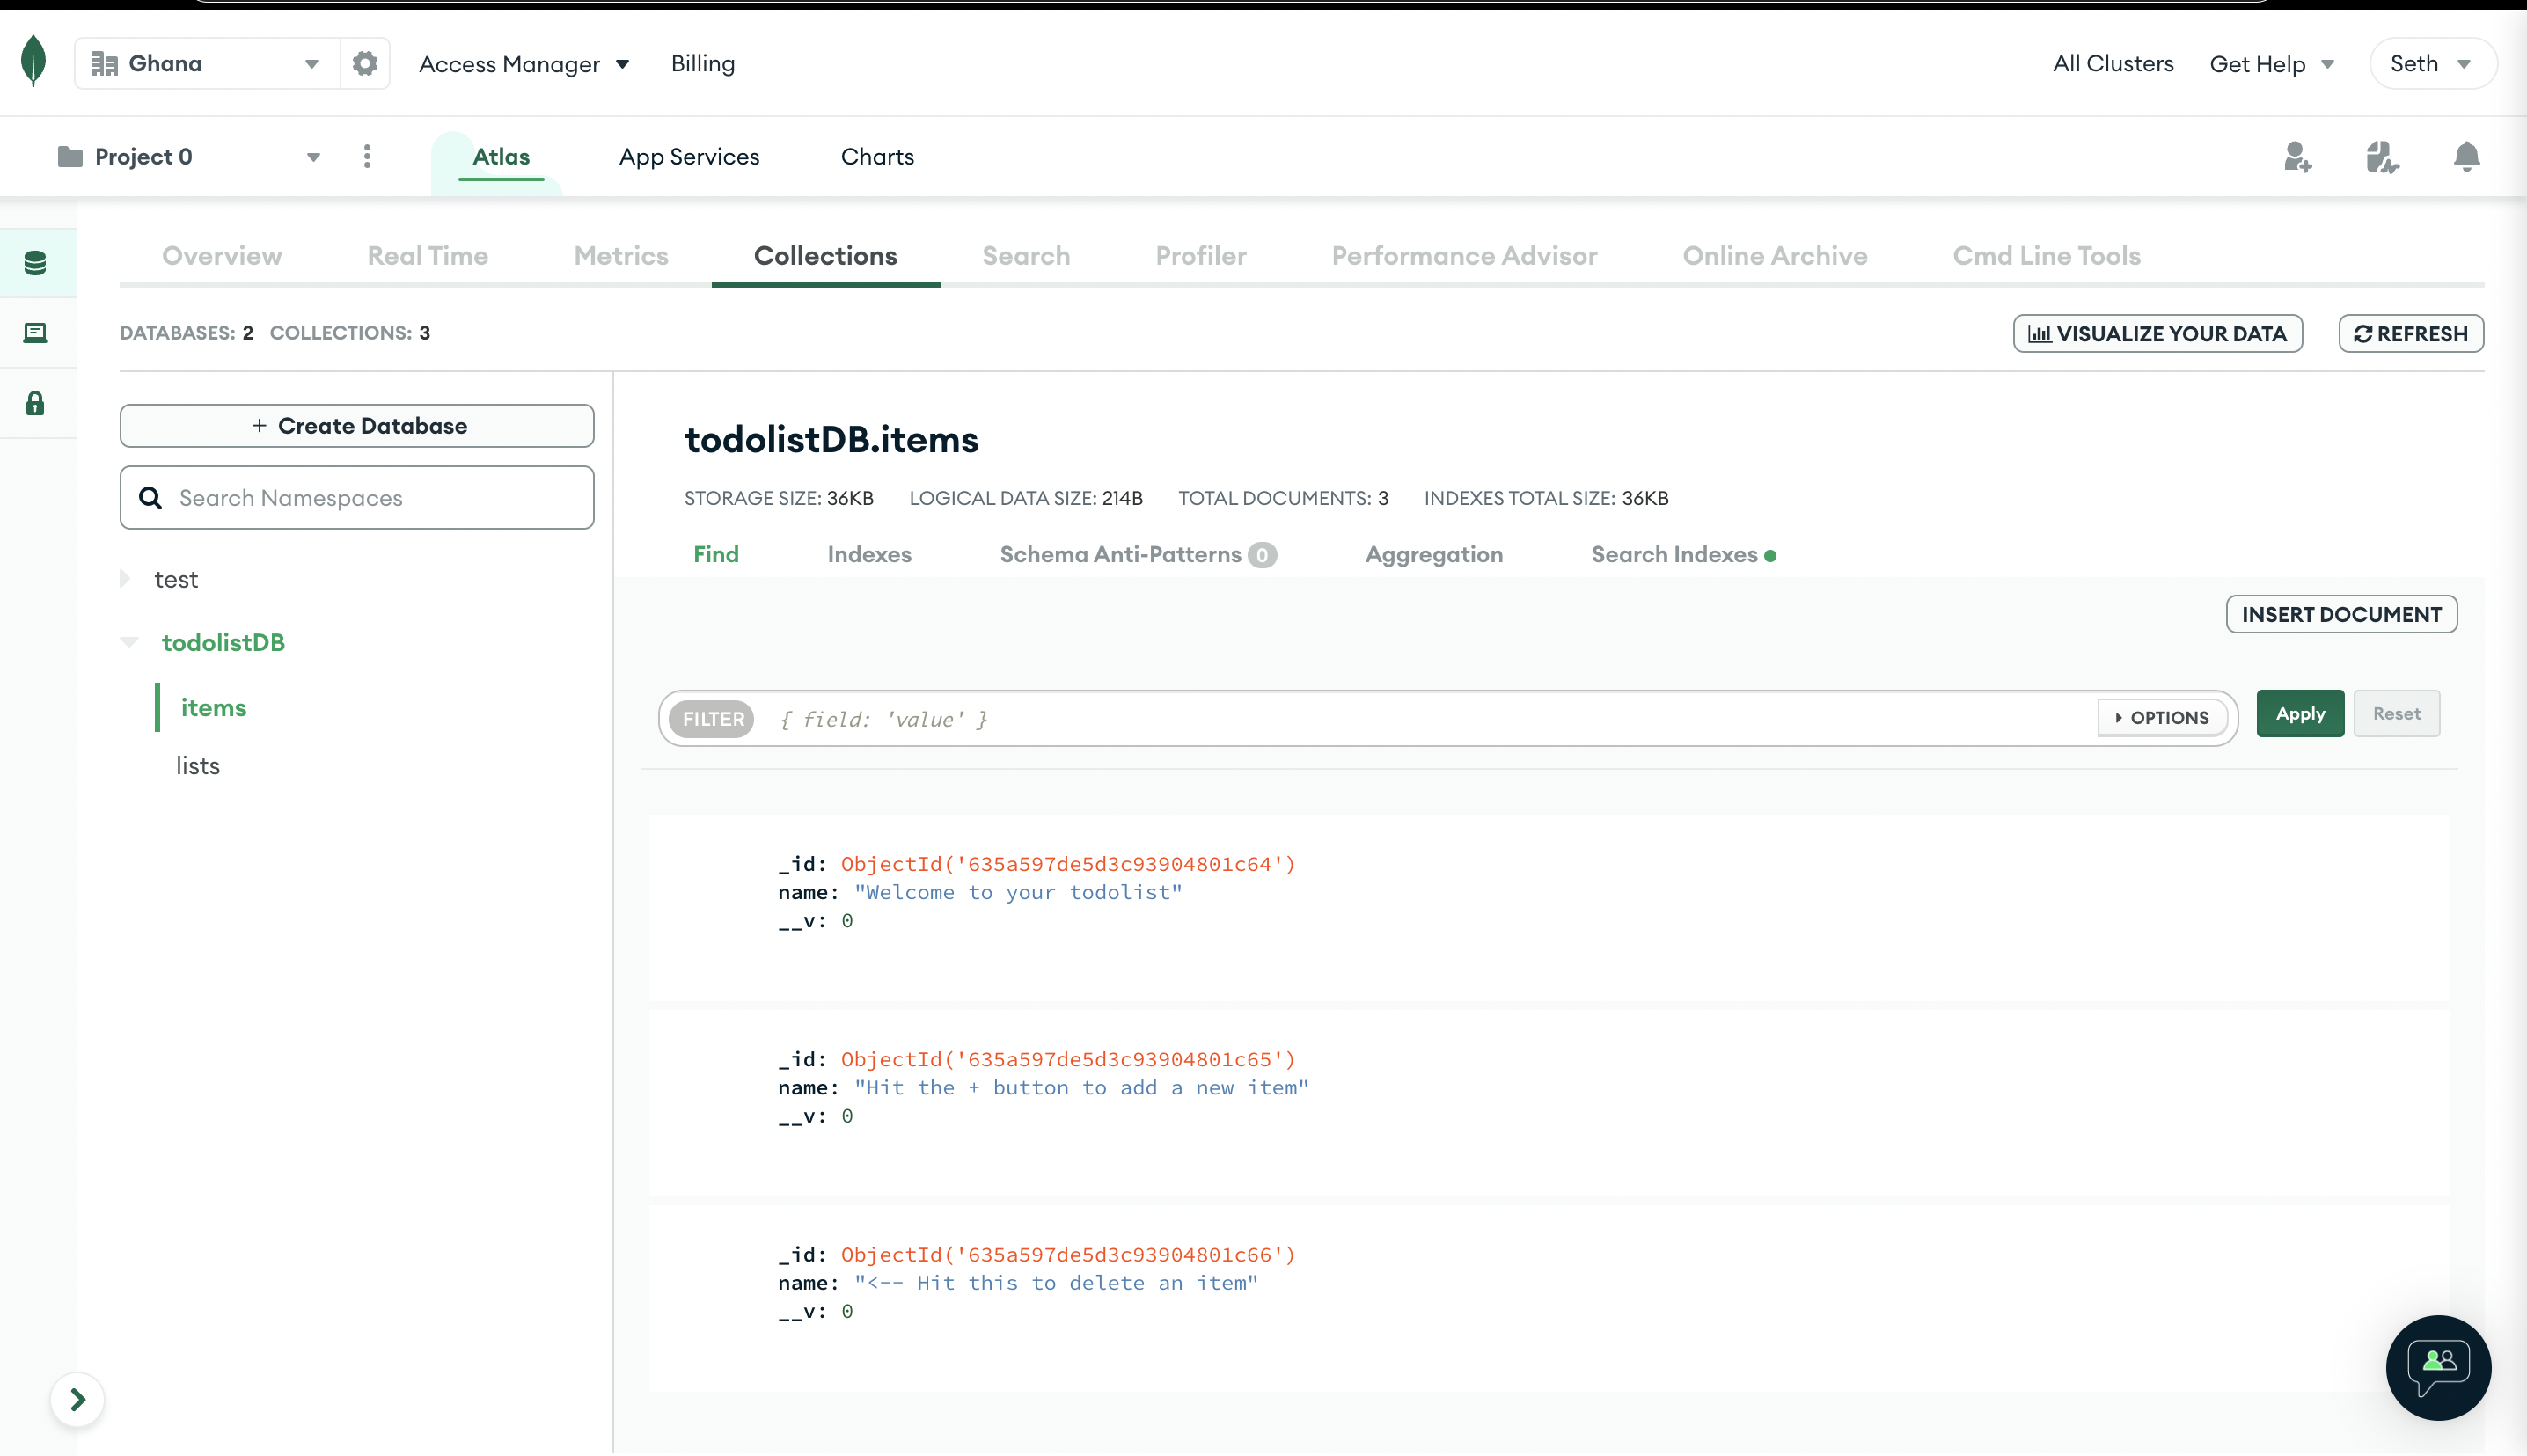 Ghana
Access Manager
Billing
All Clusters
Get Help
Seth
Project 0
Atlas
App Services
Charts
Overview
Real Time
Metrics
Collections
Search
Profiler
Performance Advisor
Online Archive
Cmd Line Tools
DATABASES: 2 COLLECTIONS: 3
VISUALIZE YOUR DATA
REFRESH
+ Create Database
Search Namespaces
test
todolistDB
items
lists
todolistDB.items
STORAGE SIZE: 36KB LOGICAL DATA SIZE: 214B TOTAL DOCUMENTS: 3 INDEXES TOTAL SIZE: 36KB
Find
Indexes
Schema Anti-Patterns 0
Aggregation
Search Indexes
INSERT DOCUMENT
FILTER { field: 'value' }
OPTIONS
Apply
Reset
_id: ObjectId('635a597de5d3c93904801c64')
name: "Welcome to your todolist"
__v: 0
_id: ObjectId('635a597de5d3c93904801c65')
name: "Hit the + button to add a new item"
__v: 0
_id: ObjectId('635a597de5d3c93904801c66')
name: "<-- Hit this to delete an item"
__v: 0